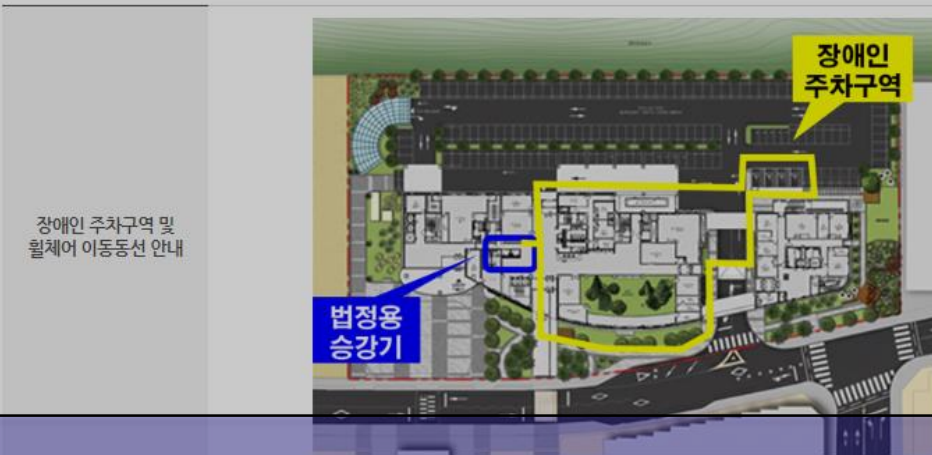 장애인 주차구역 및
휠체어 이동동선 안내
장애인
주차구역
법정용
승강기